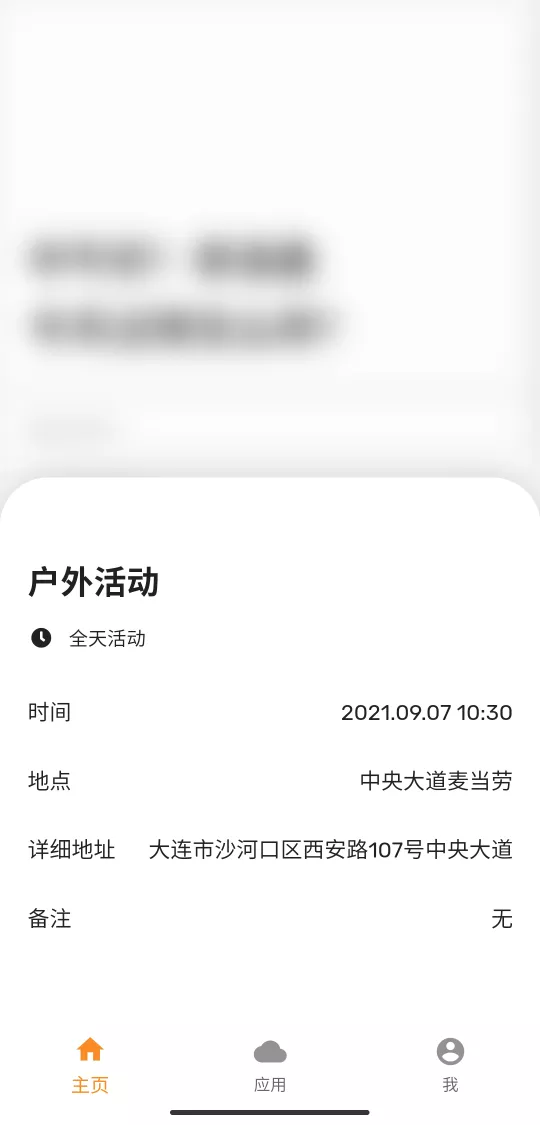 户外活动
全天活动
时间 2021.09.07 10:30
地点 中央大道麦当劳
详细地址 大连市沙河口区西安路107号中央大道
备注 无
主页 应用 我